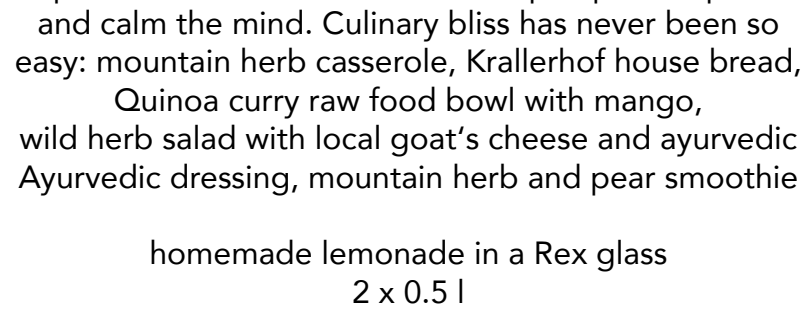 and calm the mind. Culinary bliss has never been so
easy: mountain herb casserole, Krallerhof house bread,
Quinoa curry raw food bowl with mango,
wild herb salad with local goat‘s cheese and ayurvedic
Ayurvedic dressing, mountain herb and pear smoothie
homemade lemonade in a Rex glass
2 x 0.5 l